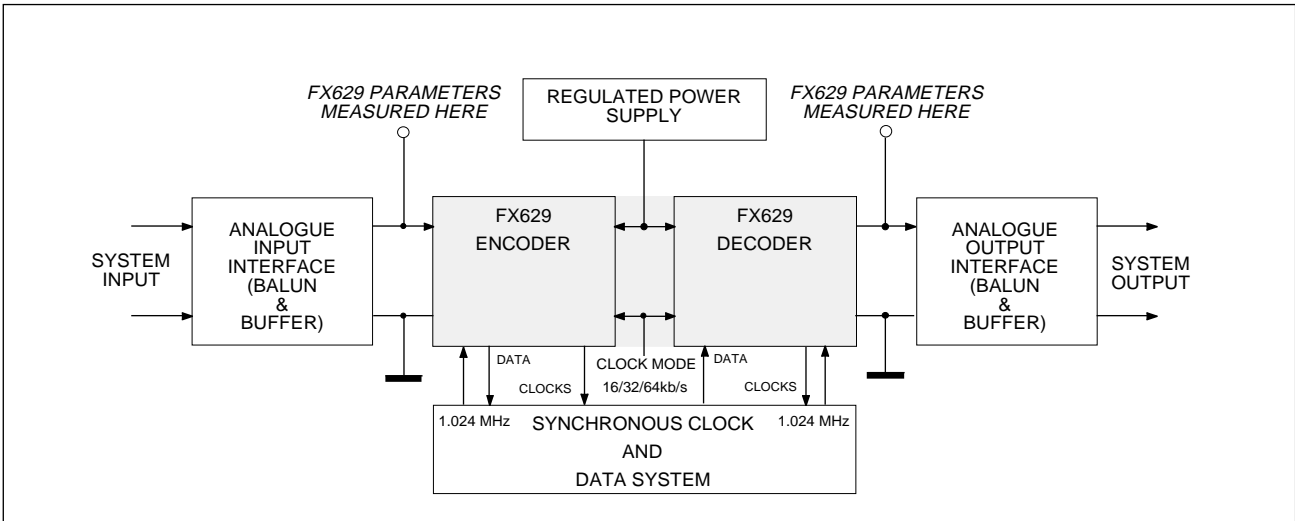 FX629 PARAMETERS
MEASURED HERE
REGULATED POWER
SUPPLY
FX629 PARAMETERS
MEASURED HERE
SYSTEM
INPUT
ANALOGUE
INPUT
INTERFACE
(BALUN
&
BUFFER)
FX629
ENCODER
FX629
DECODER
ANALOGUE
OUTPUT
INTERFACE
(BALUN
&
BUFFER)
SYSTEM
OUTPUT
DATA
CLOCKS
CLOCK MODE
16/32/64kb/s
DATA
CLOCKS
1.024 MHz
SYNCHRONOUS CLOCK
AND
DATA SYSTEM
1.024 MHz